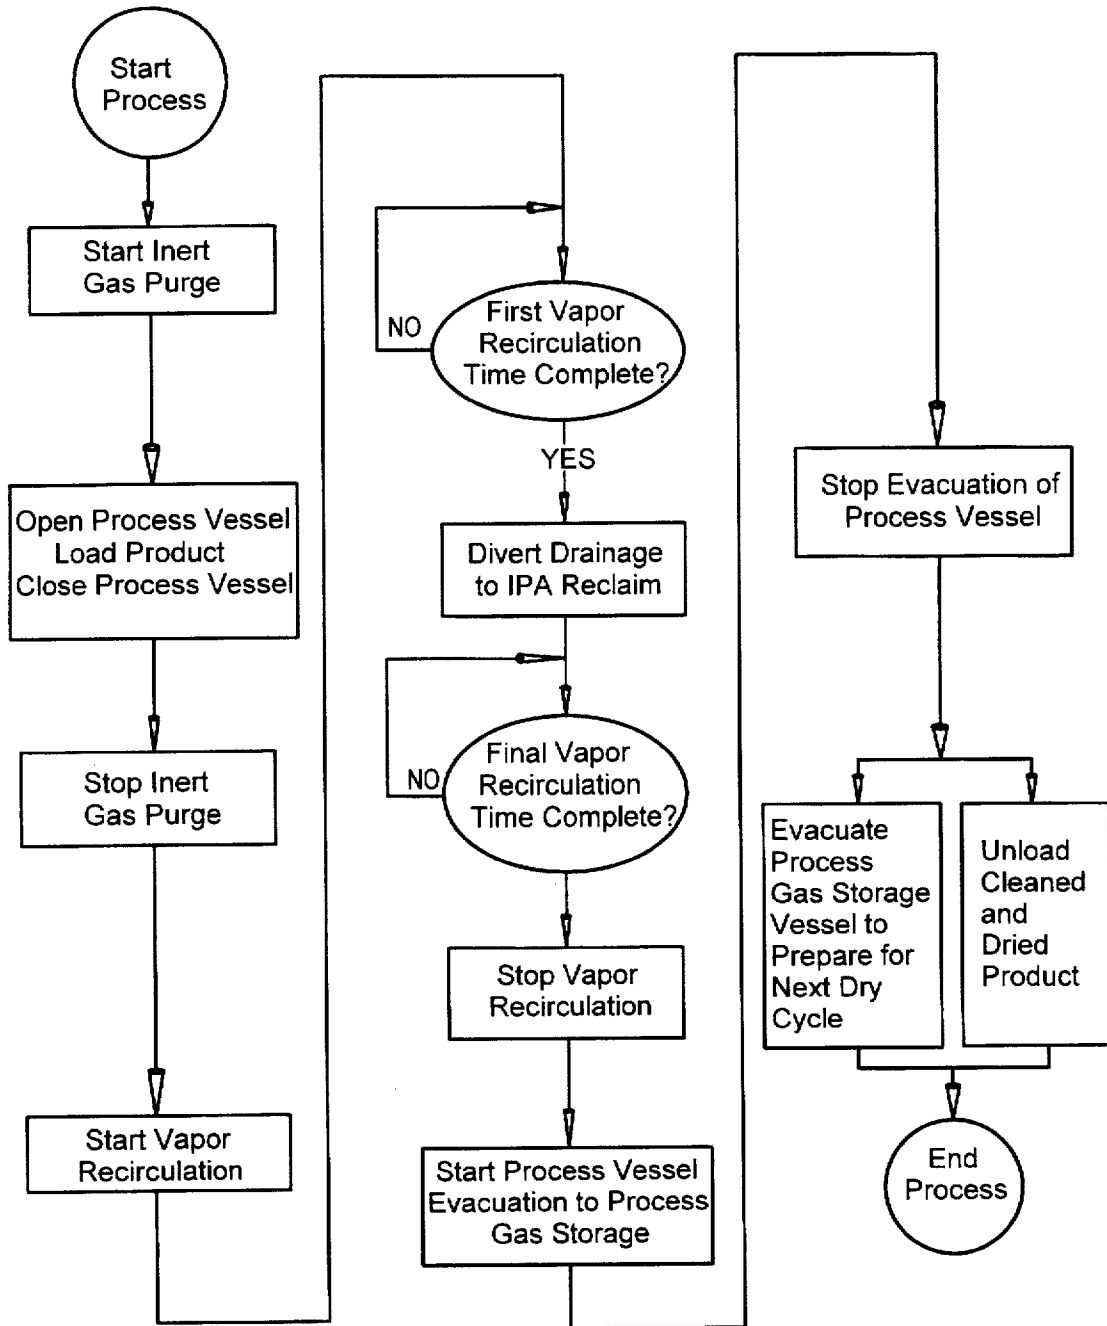 Start
Process
Start Inert
Gas Purge
Open Process Vessel
Load Product
Close Process Vessel
Stop Inert
Gas Purge
Start Vapor
Recirculation
First Vapor
Recirculation
Time Complete?
NO
YES
Divert Drainage
to IPA Reclaim
Final Vapor
Recirculation
Time Complete?
NO
Stop Vapor
Recirculation
Start Process Vessel
Evacuation to Process
Gas Storage
Stop Evacuation of
Process Vessel
Evacuate
Process
Gas Storage
Vessel to
Prepare for
Next Dry
Cycle
Unload
Cleaned
and
Dried
Product
End
Process